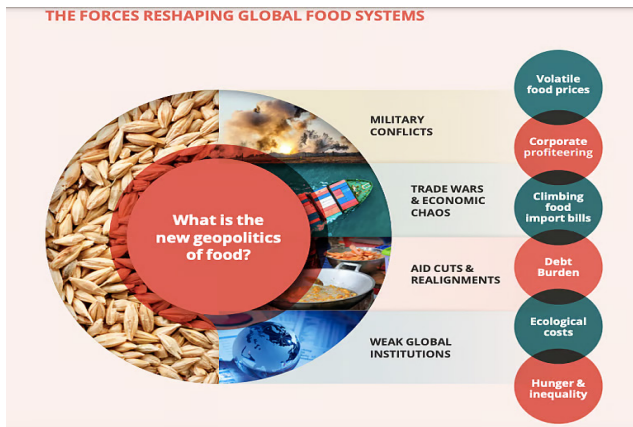 THE FORCES RESHAPING GLOBAL FOOD SYSTEMS
What is the
new geopolitics
of food?
MILITARY
CONFLICTS
TRADE WARS
& ECONOMIC
CHAOS
AID CUTS &
REALIGNMENTS
WEAK GLOBAL
INSTITUTIONS
Volatile
food prices
Corporate
profiteering
Climbing
food
import bills
Debt
Burden
Ecological
costs
Hunger &
inequality